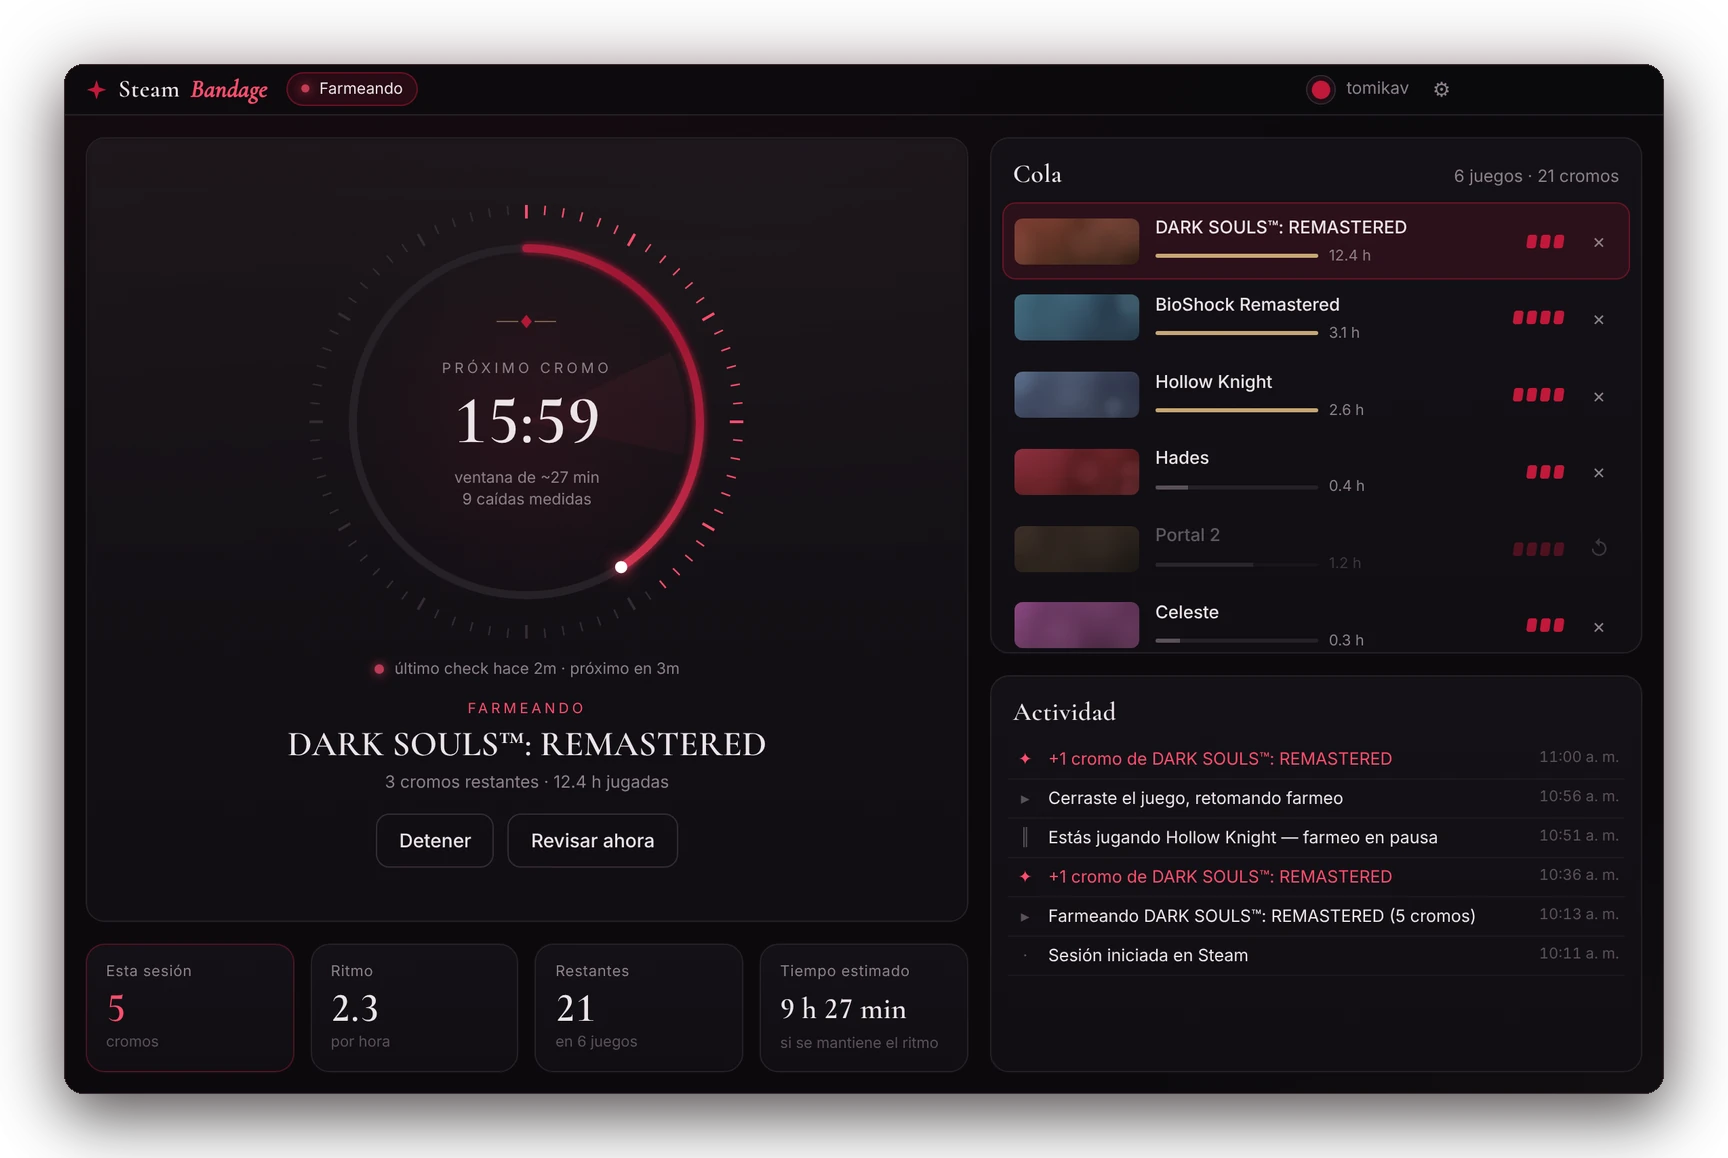 Steam Bandage
Farmeando
tomikav
PRÓXIMO CROMO
15:59
ventana de ~27 min
9 caídas medidas
último check hace 2m · próximo en 3m
FARMEANDO
DARK SOULS™: REMASTERED
3 cromos restantes · 12.4 h jugadas
Detener
Revisar ahora
Esta sesión
5
cromos
Ritmo
2.3
por hora
Restantes
21
en 6 juegos
Tiempo estimado
9 h 27 min
si se mantiene el ritmo
Cola
6 juegos · 21 cromos
DARK SOULS™: REMASTERED
12.4 h
BioShock Remastered
3.1 h
Hollow Knight
2.6 h
Hades
0.4 h
Portal 2
1.2 h
Celeste
0.3 h
Actividad
+1 cromo de DARK SOULS™: REMASTERED 11:00 a. m.
Cerraste el juego, retomando farmeo 10:56 a. m.
Estás jugando Hollow Knight — farmeo en pausa 10:51 a. m.
+1 cromo de DARK SOULS™: REMASTERED 10:36 a. m.
Farmeando DARK SOULS™: REMASTERED (5 cromos) 10:13 a. m.
Sesión iniciada en Steam 10:11 a. m.